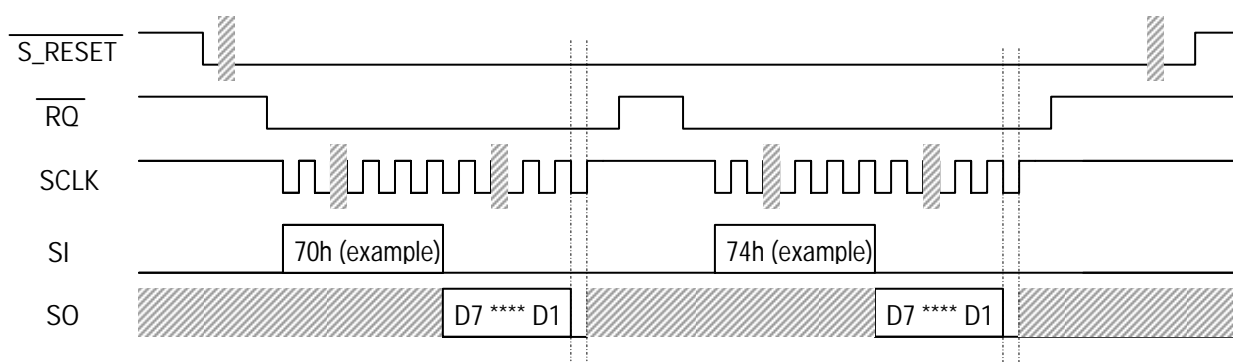 S_RESET
RQ
SCLK
SI 70h (example) 74h (example)
SO D7 **** D1 D7 **** D1